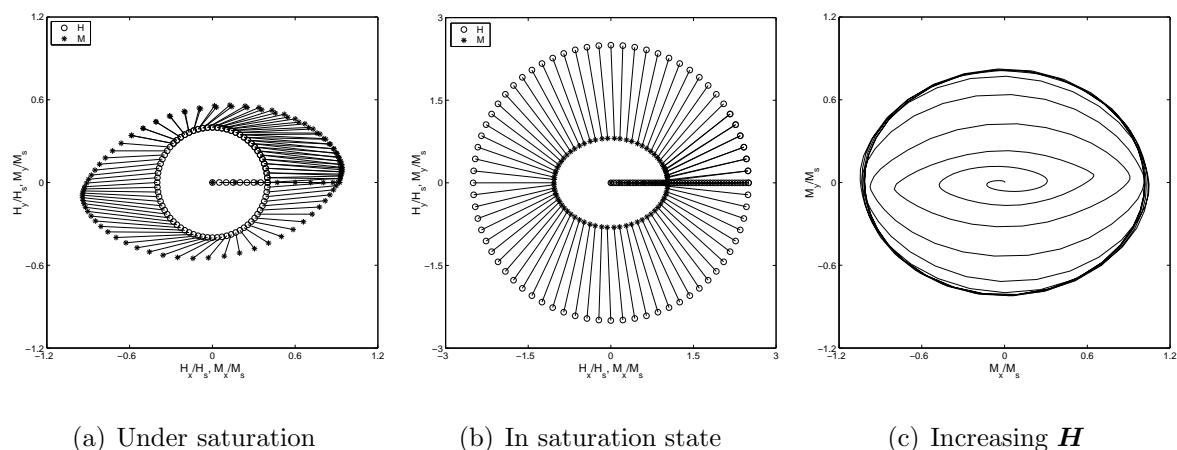 1.2
0.6
0
−0.6
−1.2
−1.2
−0.6
0
0.6
1.2
H
M
H_y/H_s, M_y/M_s
H_x/H_s, M_x/M_s
3
1.5
0
−1.5
−3
−3
−1.5
0
1.5
3
H
M
H_y/H_s, M_y/M_s
H_x/H_s, M_x/M_s
1.2
0.6
0
−0.6
−1.2
−1.2
−0.6
0
0.6
1.2
M_y/M_s
M_x/M_s
(a) Under saturation
(b) In saturation state
(c) Increasing H